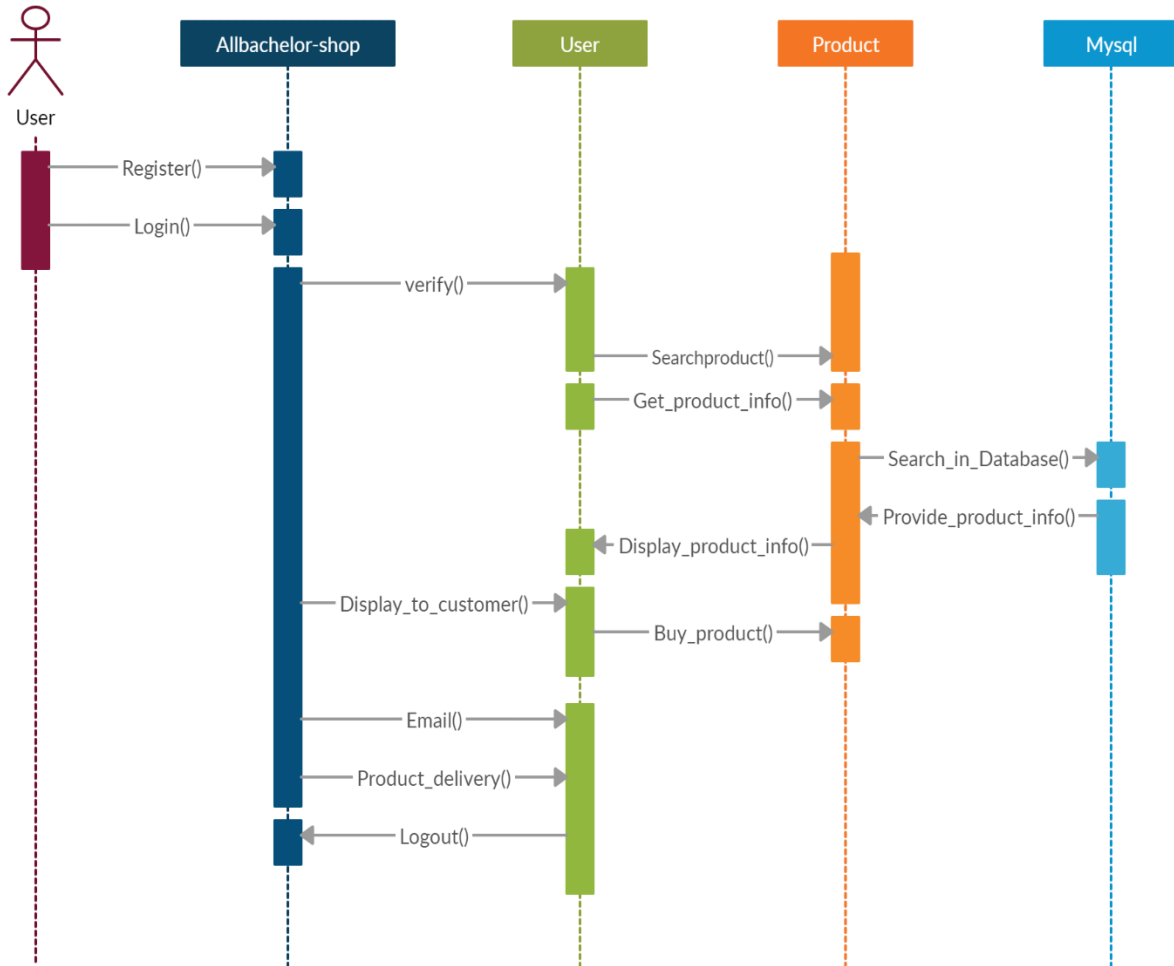 Allbachelor-shop
User
Product
Mysql
User
Register()
Login()
verify()
Searchproduct()
Get_product_info()
Search_in_Database()
Provide_product_info()
Display_product_info()
Display_to_customer()
Buy_product()
Email()
Product_delivery()
Logout()